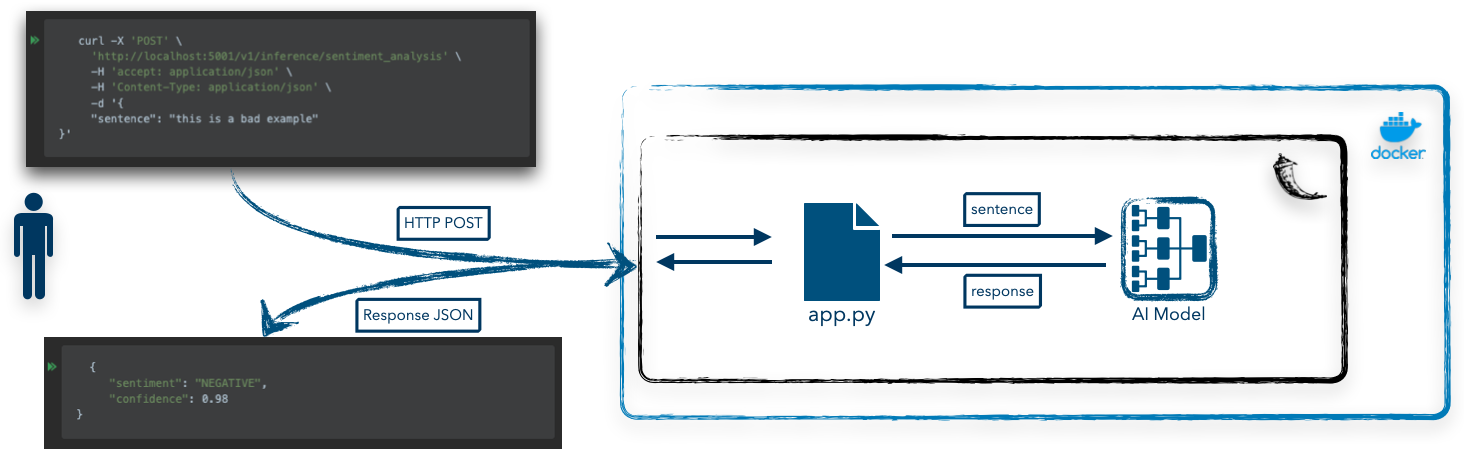 curl -X 'POST' \
'http://localhost:5001/v1/inference/sentiment_analysis' \
-H 'accept: application/json' \
-H 'Content-Type: application/json' \
-d '{
"sentence": "this is a bad example"
}'
HTTP POST
Response JSON
{
"sentiment": "NEGATIVE",
"confidence": 0.98
}
docker
sentence
response
app.py
AI Model